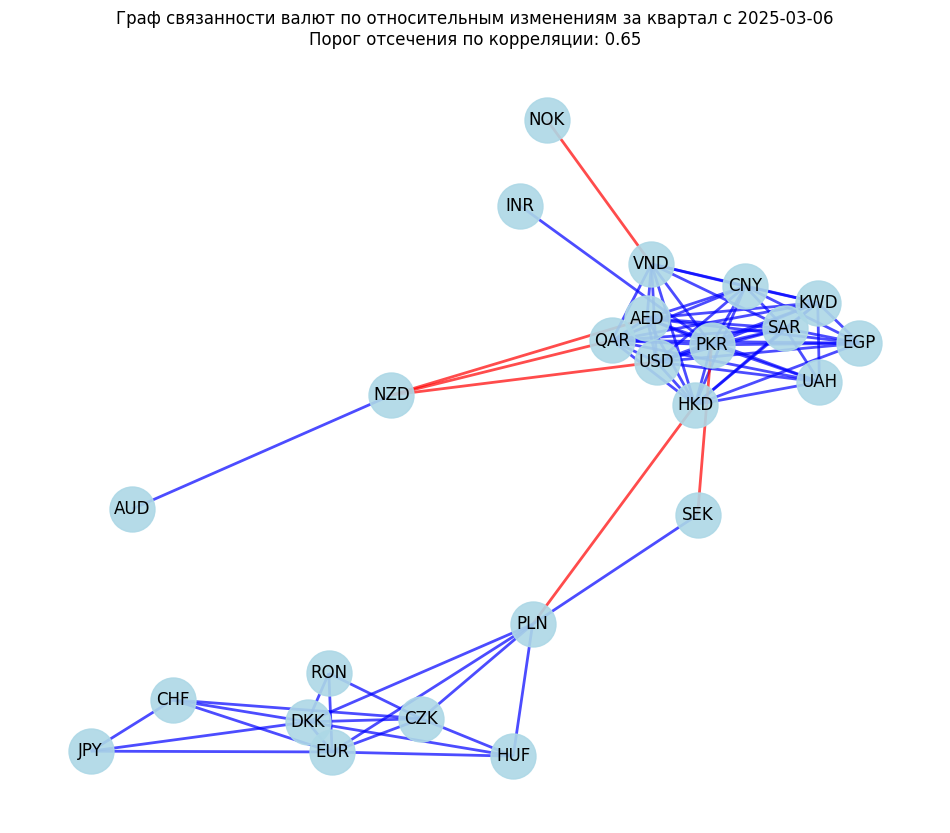 Граф связанности валют по относительным изменениям за квартал с 2025-03-06
Порог отсечения по корреляции: 0.65
NOK
INR
VND
CNY
KWD
AED
SAR
QAR
PKR
EGP
USD
UAH
NZD
HKD
AUD
SEK
PLN
RON
CHF
DKK
CZK
JPY
EUR
HUF